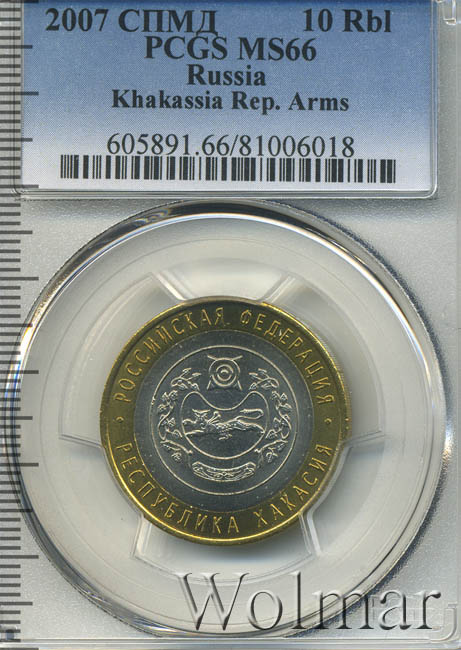 2007 СПМД 10 Rbl
PCGS MS66
Russia
Khakassia Rep. Arms
605891.66/81006018
РОССИЙСКАЯ ФЕДЕРАЦИЯ
РЕСПУБЛИКА ХАКАСИЯ
Wolmar